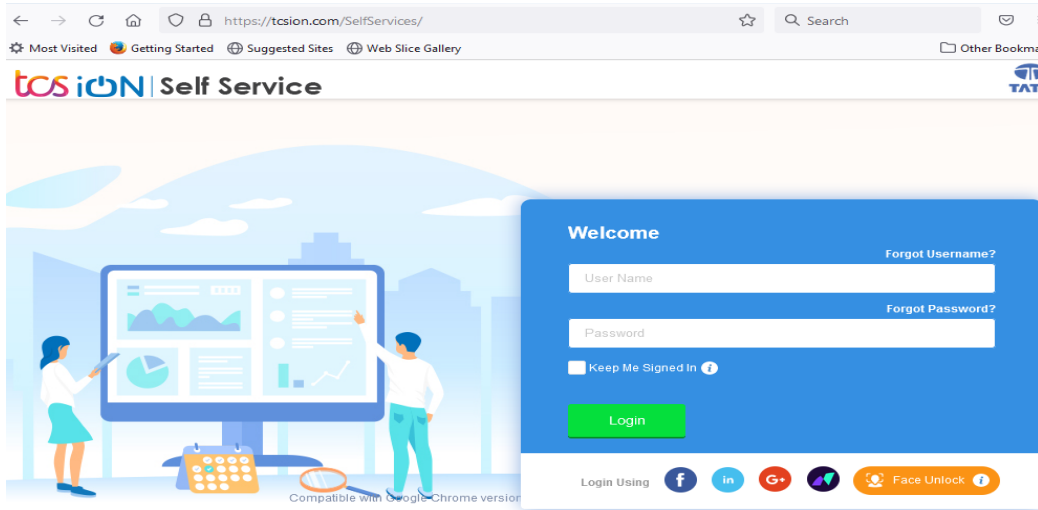 https://tcsion.com/SelfServices/
Search
Most Visited
Getting Started
Suggested Sites
Web Slice Gallery
Other Bookma
tcs iON | Self Service
TAT
Welcome
Forgot Username?
User Name
Forgot Password?
Password
Keep Me Signed In i
Login
Login Using f in G+ Face Unlock i
Compatible with Google Chrome version